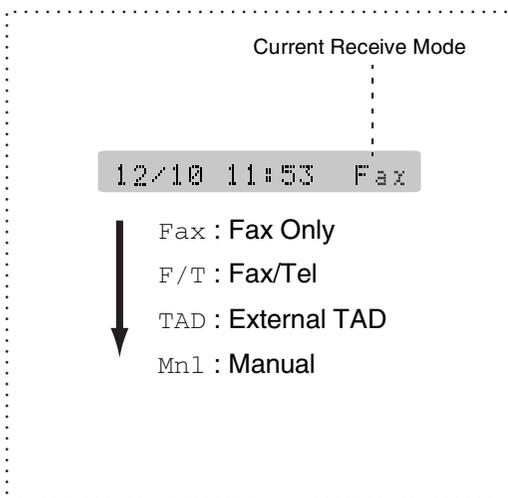 Current Receive Mode
12/10 11:53 Fax
Fax : Fax Only
F/T : Fax/Tel
TAD : External TAD
Mnl : Manual